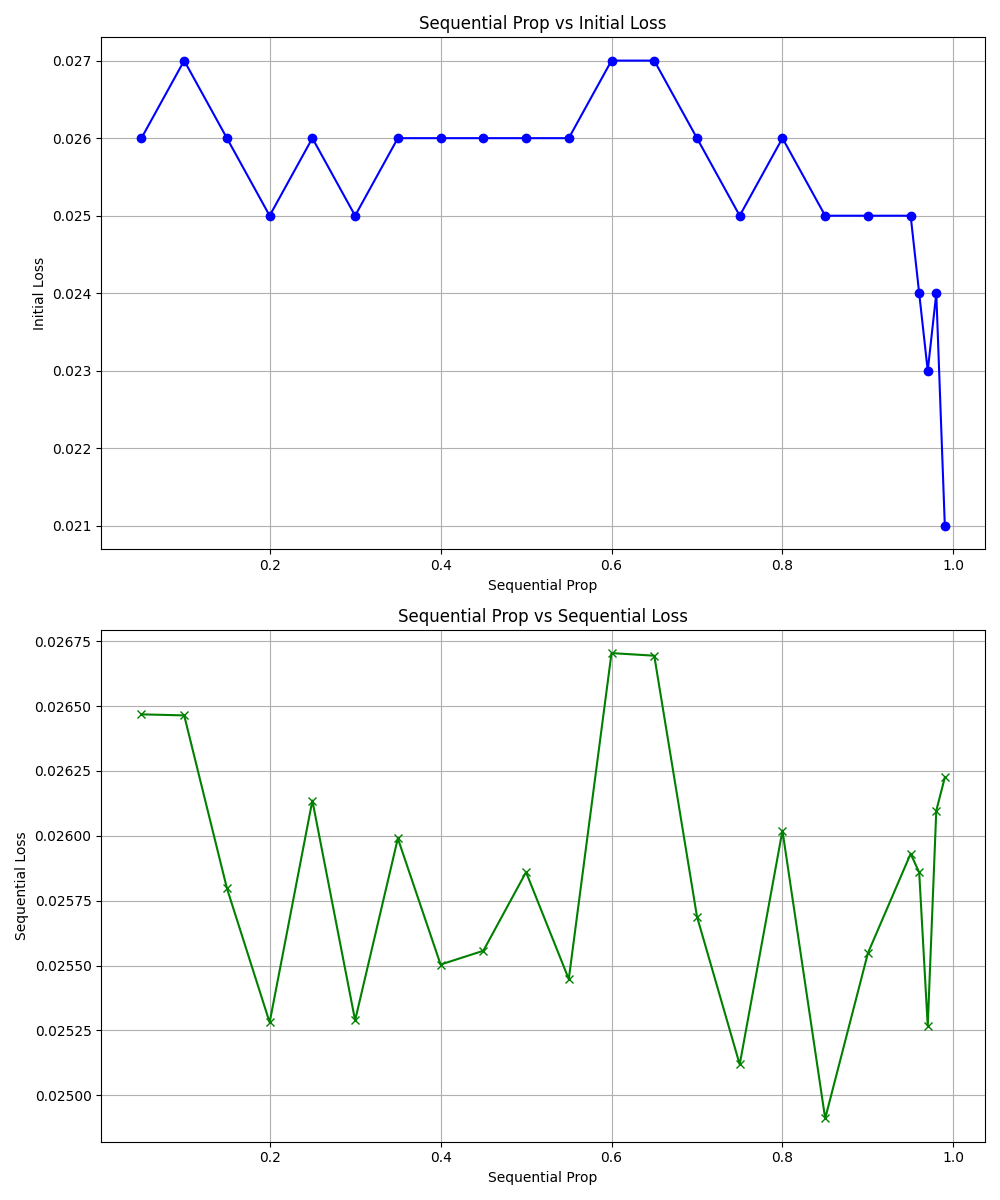 Sequential Prop vs Initial Loss
Initial Loss
0.027
0.026
0.025
0.024
0.023
0.022
0.021
0.2 0.4 0.6 0.8 1.0
Sequential Prop
Sequential Prop vs Sequential Loss
Sequential Loss
0.02675
0.02650
0.02625
0.02600
0.02575
0.02550
0.02525
0.02500
0.2 0.4 0.6 0.8 1.0
Sequential Prop